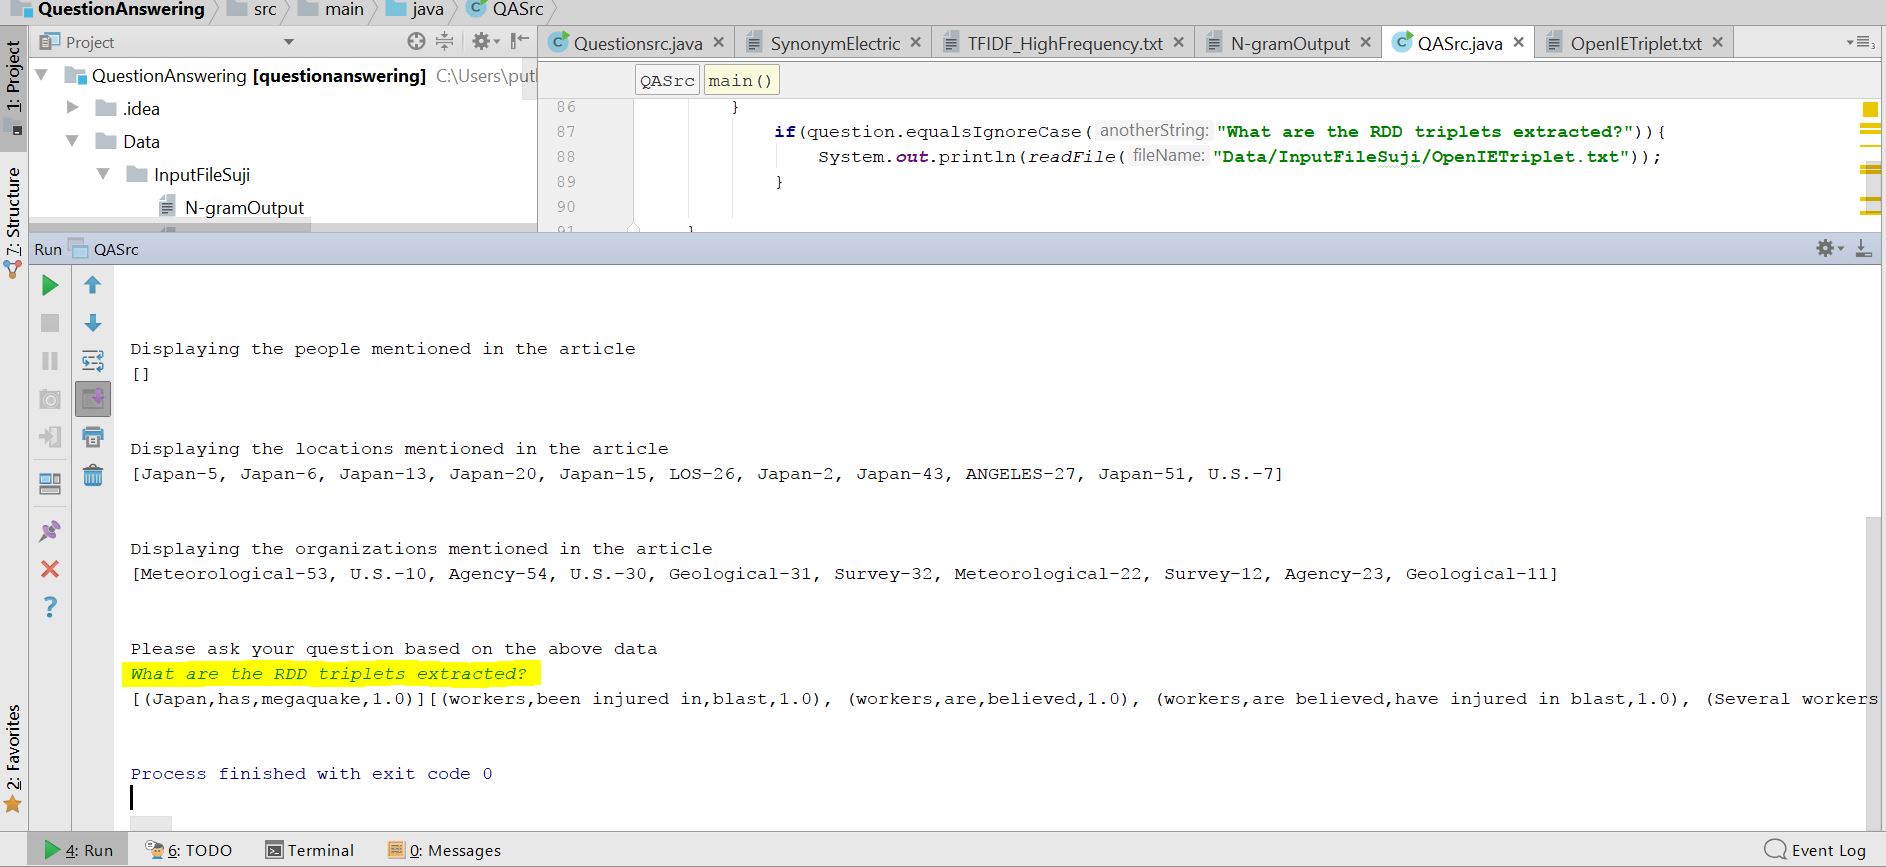 QuestionAnswering src main java QASrc
Project
Questionsrc.java SynonymElectric TFIDF_HighFrequency.txt N-gramOutput QASrc.java OpenIETriplet.txt
1: Project
7: Structure
2: Favorites
QuestionAnswering [questionanswering] C:\Users\put
.idea
Data
InputFileSuji
N-gramOutput
QASrc main()
86 }
87 if(question.equalsIgnoreCase( anotherString: "What are the RDD triplets extracted?")){
88 System.out.println(readFile( fileName: "Data/InputFileSuji/OpenIETriplet.txt"));
89 }
90
91 }
Run QASrc
Displaying the people mentioned in the article
[]
Displaying the locations mentioned in the article
[Japan-5, Japan-6, Japan-13, Japan-20, Japan-15, LOS-26, Japan-2, Japan-43, ANGELES-27, Japan-51, U.S.-7]
Displaying the organizations mentioned in the article
[Meteorological-53, U.S.-10, Agency-54, U.S.-30, Geological-31, Survey-32, Meteorological-22, Survey-12, Agency-23, Geological-11]
Please ask your question based on the above data
What are the RDD triplets extracted?
[(Japan,has,megaquake,1.0)][(workers,been injured in,blast,1.0), (workers,are,believed,1.0), (workers,are believed,have injured in blast,1.0), (Several workers
Process finished with exit code 0
4: Run 6: TODO Terminal 0: Messages Event Log